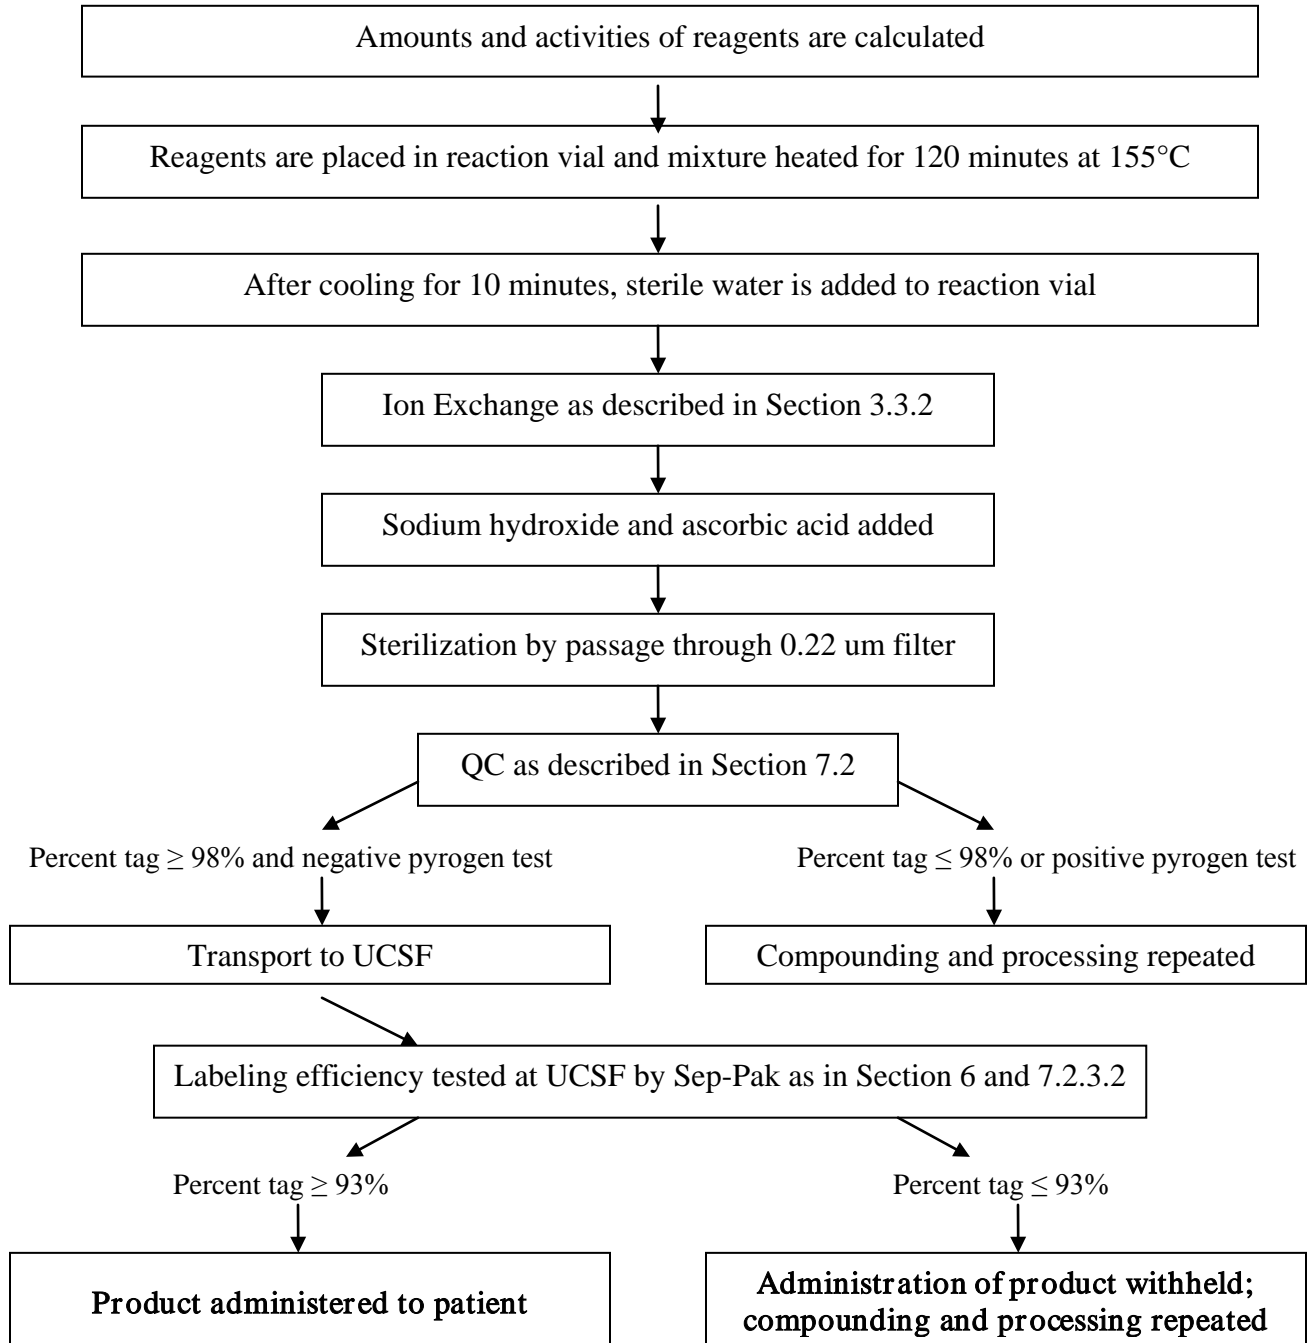 Amounts and activities of reagents are calculated
Reagents are placed in reaction vial and mixture heated for 120 minutes at 155°C
After cooling for 10 minutes, sterile water is added to reaction vial
Ion Exchange as described in Section 3.3.2
Sodium hydroxide and ascorbic acid added
Sterilization by passage through 0.22 um filter
QC as described in Section 7.2
Percent tag ≥ 98% and negative pyrogen test
Percent tag ≤ 98% or positive pyrogen test
Transport to UCSF
Compounding and processing repeated
Labeling efficiency tested at UCSF by Sep-Pak as in Section 6 and 7.2.3.2
Percent tag ≥ 93%
Percent tag ≤ 93%
Product administered to patient
Administration of product withheld;
compounding and processing repeated